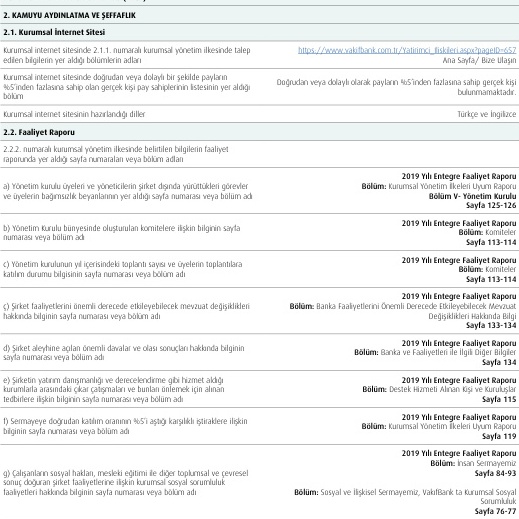 2. KAMUYU AYDINLATMA VE ŞEFFAFLIK
2.1. Kurumsal İnternet Sitesi
Kurumsal internet sitesinde 2.1.1. numaralı kurumsal yönetim ilkesinde talep
edilen bilgilerin yer aldığı bölümlerin adları
https://www.vakifbank.com.tr/Yatirimci_Iliskileri.aspx?pageID=657
Ana Sayfa/ Bize Ulaşın
Kurumsal internet sitesinde doğrudan veya dolaylı bir şekilde payların
%5'inden fazlasına sahip olan gerçek kişi pay sahiplerinin listesinin yer aldığı
bölüm
Doğrudan veya dolaylı olarak payların %5'inden fazlasına sahip gerçek kişi
bulunmamaktadır.
Kurumsal internet sitesinin hazırlandığı diller
Türkçe ve İngilizce
2.2. Faaliyet Raporu
2.2.2. numaralı kurumsal yönetim ilkesinde belirtilen bilgilerin faaliyet
raporunda yer aldığı sayfa numaraları veya bölüm adları
a) Yönetim kurulu üyeleri ve yöneticilerin şirket dışında yürüttükleri görevler
ve üyelerin bağımsızlık beyanlarının yer aldığı sayfa numarası veya bölüm adı
2019 Yılı Entegre Faaliyet Raporu
Bölüm: Kurumsal Yönetim İlkeleri Uyum Raporu
Bölüm V- Yönetim Kurulu
Sayfa 125-126
b) Yönetim Kurulu bünyesinde oluşturulan komitelere ilişkin bilginin sayfa
numarası veya bölüm adı
2019 Yılı Entegre Faaliyet Raporu
Bölüm: Komiteler
Sayfa 113-114
c) Yönetim kurulunun yıl içerisindeki toplantı sayısı ve üyelerin toplantılara
katılım durumu bilgisinin sayfa numarası veya bölüm adı
2019 Yılı Entegre Faaliyet Raporu
Bölüm: Komiteler
Sayfa 113-114
ç) Şirket faaliyetlerini önemli derecede etkileyebilecek mevzuat değişiklikleri
hakkında bilginin sayfa numarası veya bölüm adı
2019 Yılı Entegre Faaliyet Raporu
Bölüm: Banka Faaliyetlerini Önemli Derecede Etkileyebilecek Mevzuat
Değişiklikleri Hakkında Bilgi
Sayfa 133-134
d) Şirket aleyhine açılan önemli davalar ve olası sonuçları hakkında bilginin
sayfa numarası veya bölüm adı
2019 Yılı Entegre Faaliyet Raporu
Bölüm: Banka ve Faaliyetleri ile İlgili Diğer Bilgiler
Sayfa 134
e) Şirketin yatırım danışmanlığı ve derecelendirme gibi hizmet aldığı
kurumlarla arasındaki çıkar çatışmaları ve bunları önlemek için alınan
tedbirlere ilişkin bilginin sayfa numarası veya bölüm adı
2019 Yılı Entegre Faaliyet Raporu
Bölüm: Destek Hizmeti Alınan Kişi ve Kuruluşlar
Sayfa 115
f) Sermayeye doğrudan katılım oranının %5'i aştığı karşılıklı iştiraklere ilişkin
bilginin sayfa numarası veya bölüm adı
2019 Yılı Entegre Faaliyet Raporu
Bölüm: Kurumsal Yönetim İlkeleri Uyum Raporu
Sayfa 119
g) Çalışanların sosyal hakları, mesleki eğitimi ile diğer toplumsal ve çevresel
sonuç doğuran şirket faaliyetlerine ilişkin kurumsal sosyal sorumluluk
faaliyetleri hakkında bilginin sayfa numarası veya bölüm adı
2019 Yılı Entegre Faaliyet Raporu
Bölüm: İnsan Sermayemiz
Sayfa 84-93
Bölüm: Sosyal ve İlişkisel Sermayemiz, VakıfBank ta Kurumsal Sosyal
Sorumluluk
Sayfa 76-77